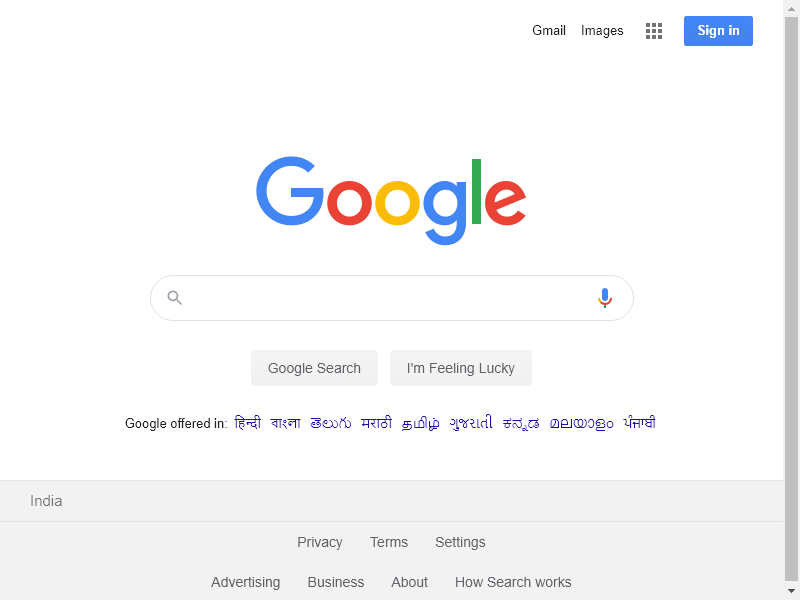 Gmail Images Sign in
Google
Google Search I'm Feeling Lucky
Google offered in: हिन्दी বাংলা తెలుగు मराठी தமிழ் ગુજરાતી ಕನ್ನಡ മലയാളം ਪੰਜਾਬੀ
India
Privacy Terms Settings
Advertising Business About How Search works